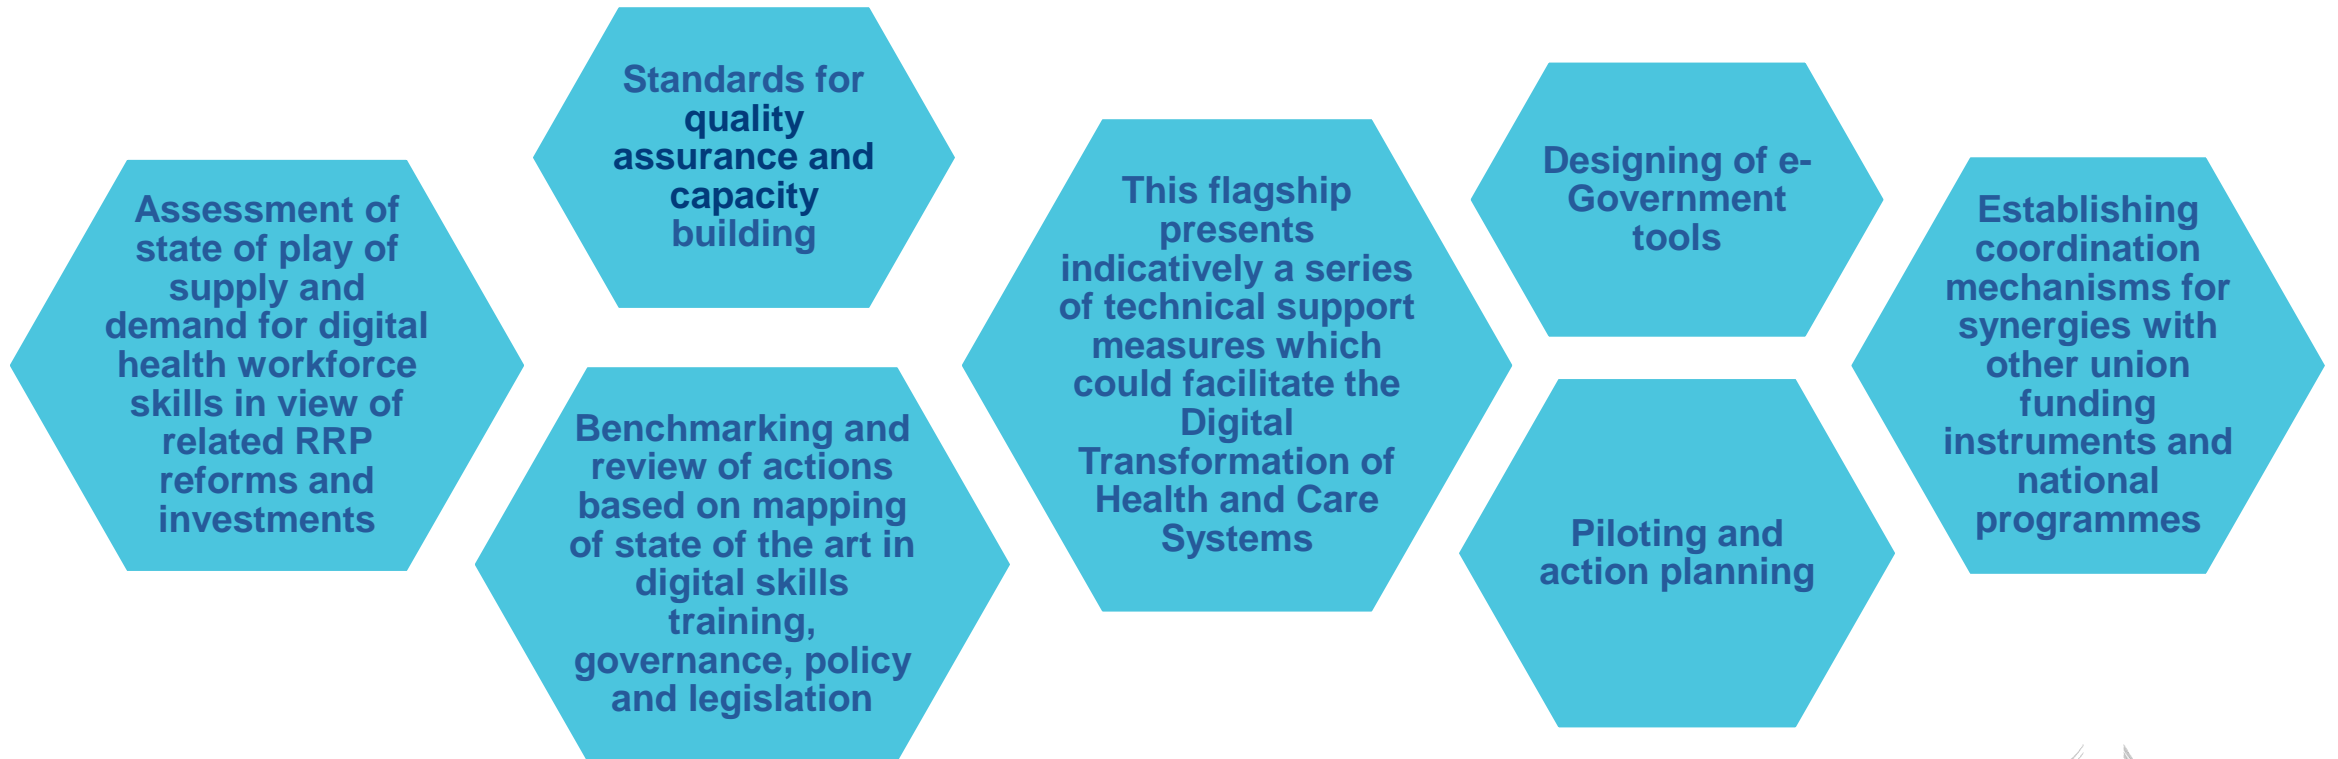 Assessment of
state of play of
supply and
demand for digital
health workforce
skills in view of
related RRP
reforms and
investments
Standards for
quality
assurance and
capacity
building
Benchmarking and
review of actions
based on mapping
of state of the art in
digital skills
training,
governance, policy
and legislation
This flagship
presents
indicatively a series
of technical support
measures which
could facilitate the
Digital
Transformation of
Health and Care
Systems
Designing of e-
Government
tools
Piloting and
action planning
Establishing
coordination
mechanisms for
synergies with
other union
funding
instruments and
national
programmes